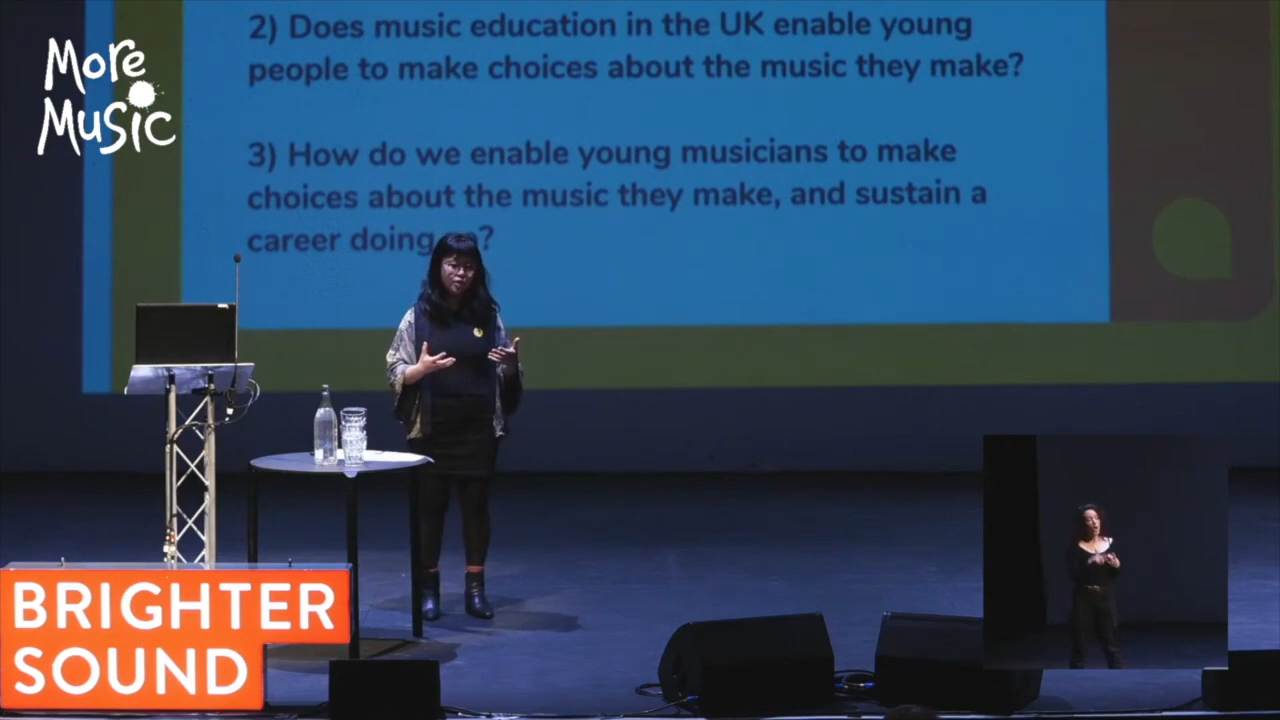 More
Music
2) Does music education in the UK enable young
people to make choices about the music they make?
3) How do we enable young musicians to make
choices about the music they make, and sustain a
career doing ?
BRIGHTER
SOUND